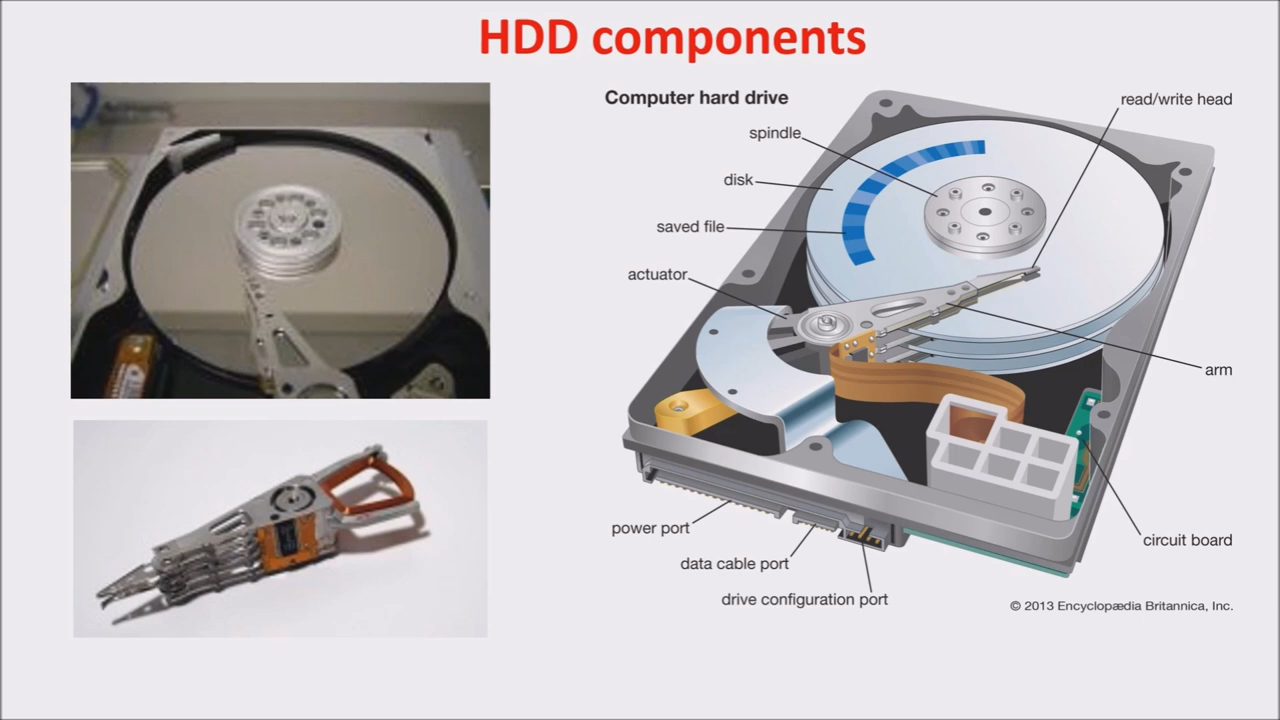 HDD components
Computer hard drive
read/write head
spindle
disk
saved file
actuator
arm
power port
data cable port
drive configuration port
circuit board
© 2013 Encyclopædia Britannica, Inc.